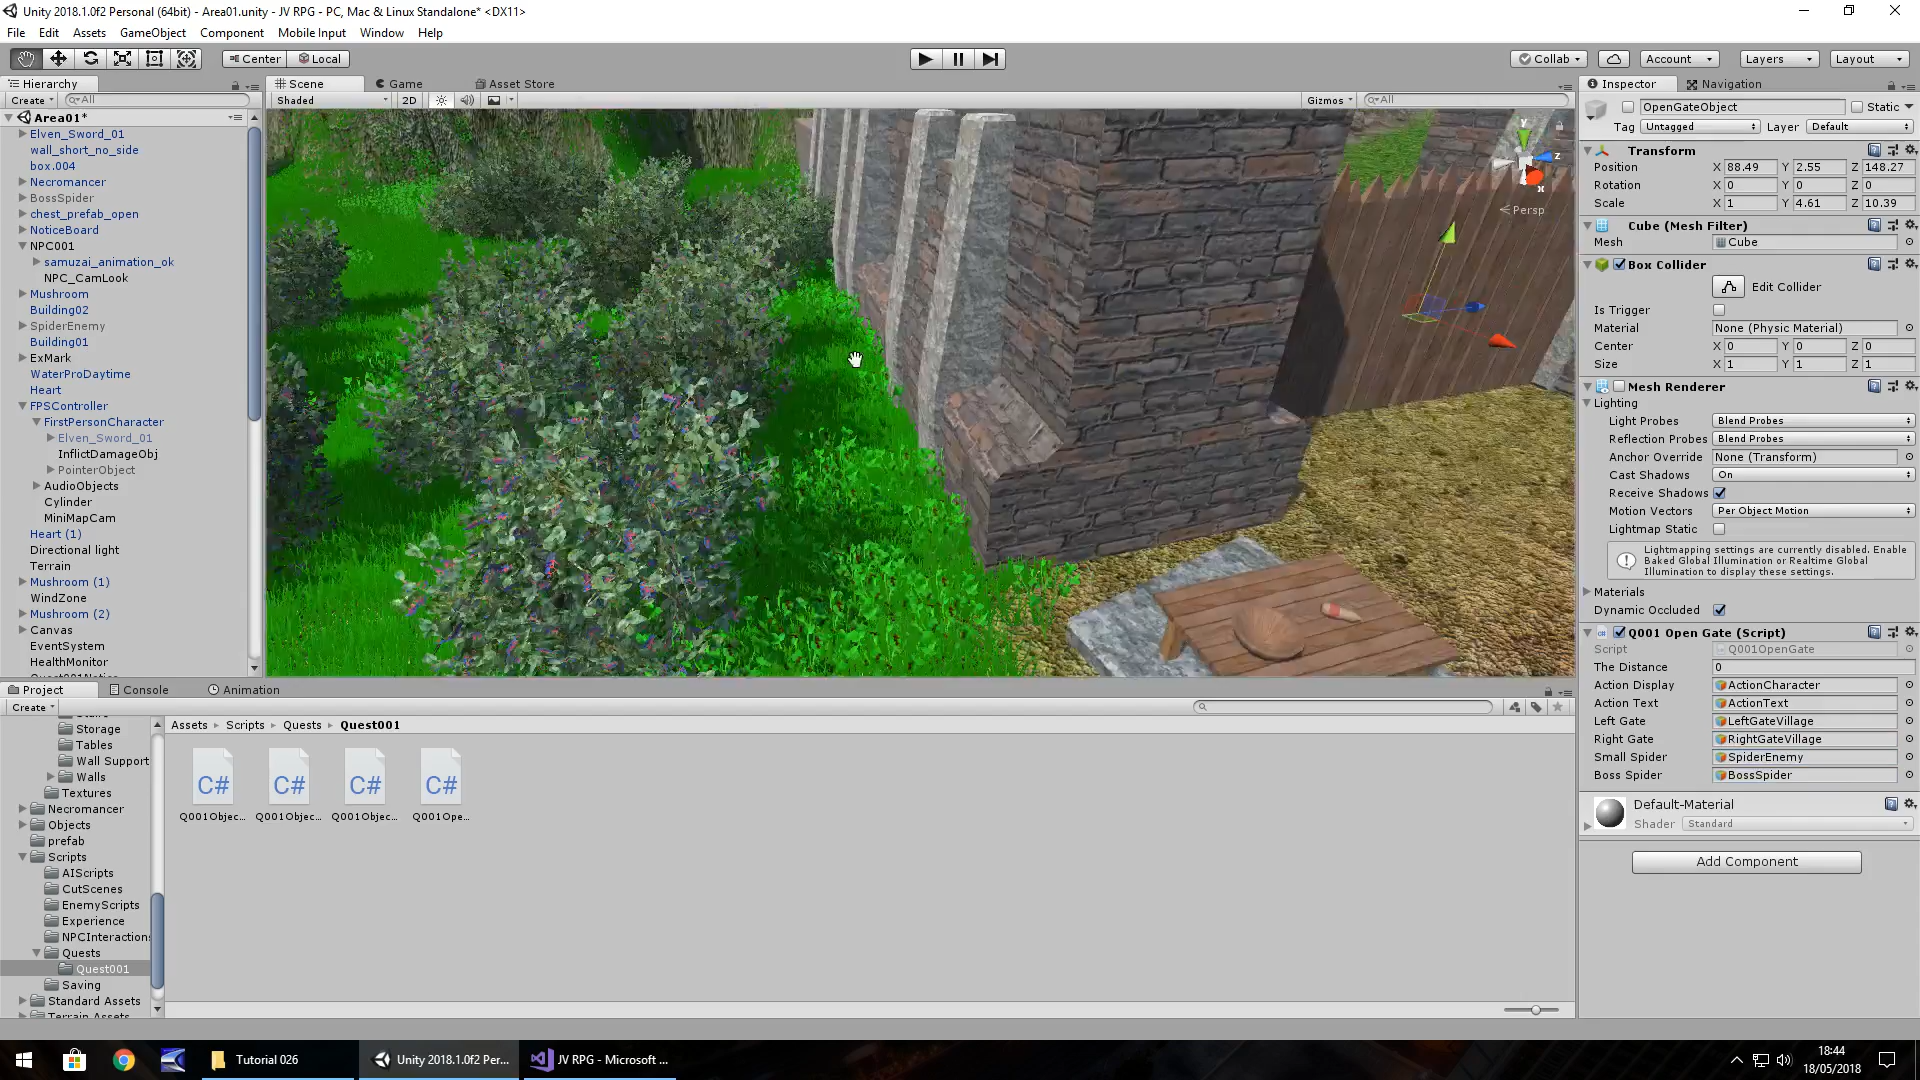 Unity 2018.1.0f2 Personal (64bit) - Area01.unity - JV RPG - PC, Mac & Linux Standalone* <DX11>
File Edit Assets GameObject Component Mobile Input Window Help
Center Local Collab Account Layers Layout
Hierarchy Scene Game Asset Store Inspector Navigation
Create All Shaded 2D Gizmos All
Area01*
Elven_Sword_01
wall_short_no_side
box.004
Necromancer
BossSpider
chest_prefab_open
NoticeBoard
NPC001
samuzai_animation_ok
NPC_CamLook
Mushroom
Building02
SpiderEnemy
Building01
ExMark
WaterProDaytime
Heart
FPSController
FirstPersonCharacter
Elven_Sword_01
InflictDamageObj
PointerObject
AudioObjects
Cylinder
MiniMapCam
Heart (1)
Directional light
Terrain
Mushroom (1)
WindZone
Mushroom (2)
Canvas
EventSystem
HealthMonitor
y
z
x
Persp
OpenGateObject Static
Tag Untagged Layer Default
Transform
Position X 88.49 Y 2.55 Z 148.27
Rotation X 0 Y 0 Z 0
Scale X 1 Y 4.61 Z 10.39
Cube (Mesh Filter)
Mesh Cube
Box Collider
Edit Collider
Is Trigger
Material None (Physic Material)
Center X 0 Y 0 Z 0
Size X 1 Y 1 Z 1
Mesh Renderer
Lighting
Light Probes Blend Probes
Reflection Probes Blend Probes
Anchor Override None (Transform)
Cast Shadows On
Receive Shadows
Motion Vectors Per Object Motion
Lightmap Static
Lightmapping settings are currently disabled. Enable
Baked Global Illumination or Realtime Global
Illumination to display these settings.
Materials
Dynamic Occluded
Q001 Open Gate (Script)
Script Q001OpenGate
The Distance 0
Action Display ActionCharacter
Action Text ActionText
Left Gate LeftGateVillage
Right Gate RightGateVillage
Small Spider SpiderEnemy
Boss Spider BossSpider
Default-Material
Shader Standard
Add Component
Project Console Animation
Create
Storage
Tables
Wall Support
Walls
Textures
Necromancer
Objects
prefab
Scripts
AIScripts
CutScenes
EnemyScripts
Experience
NPCInteractions
Quests
Quest001
Saving
Standard Assets
Terrain Assets
Assets Scripts Quests Quest001
C# C# C# C#
Q001Objec... Q001Objec... Q001Objec... Q001Ope...
Tutorial 026 Unity 2018.1.0f2 Per... JV RPG - Microsoft ...
18:44
18/05/2018